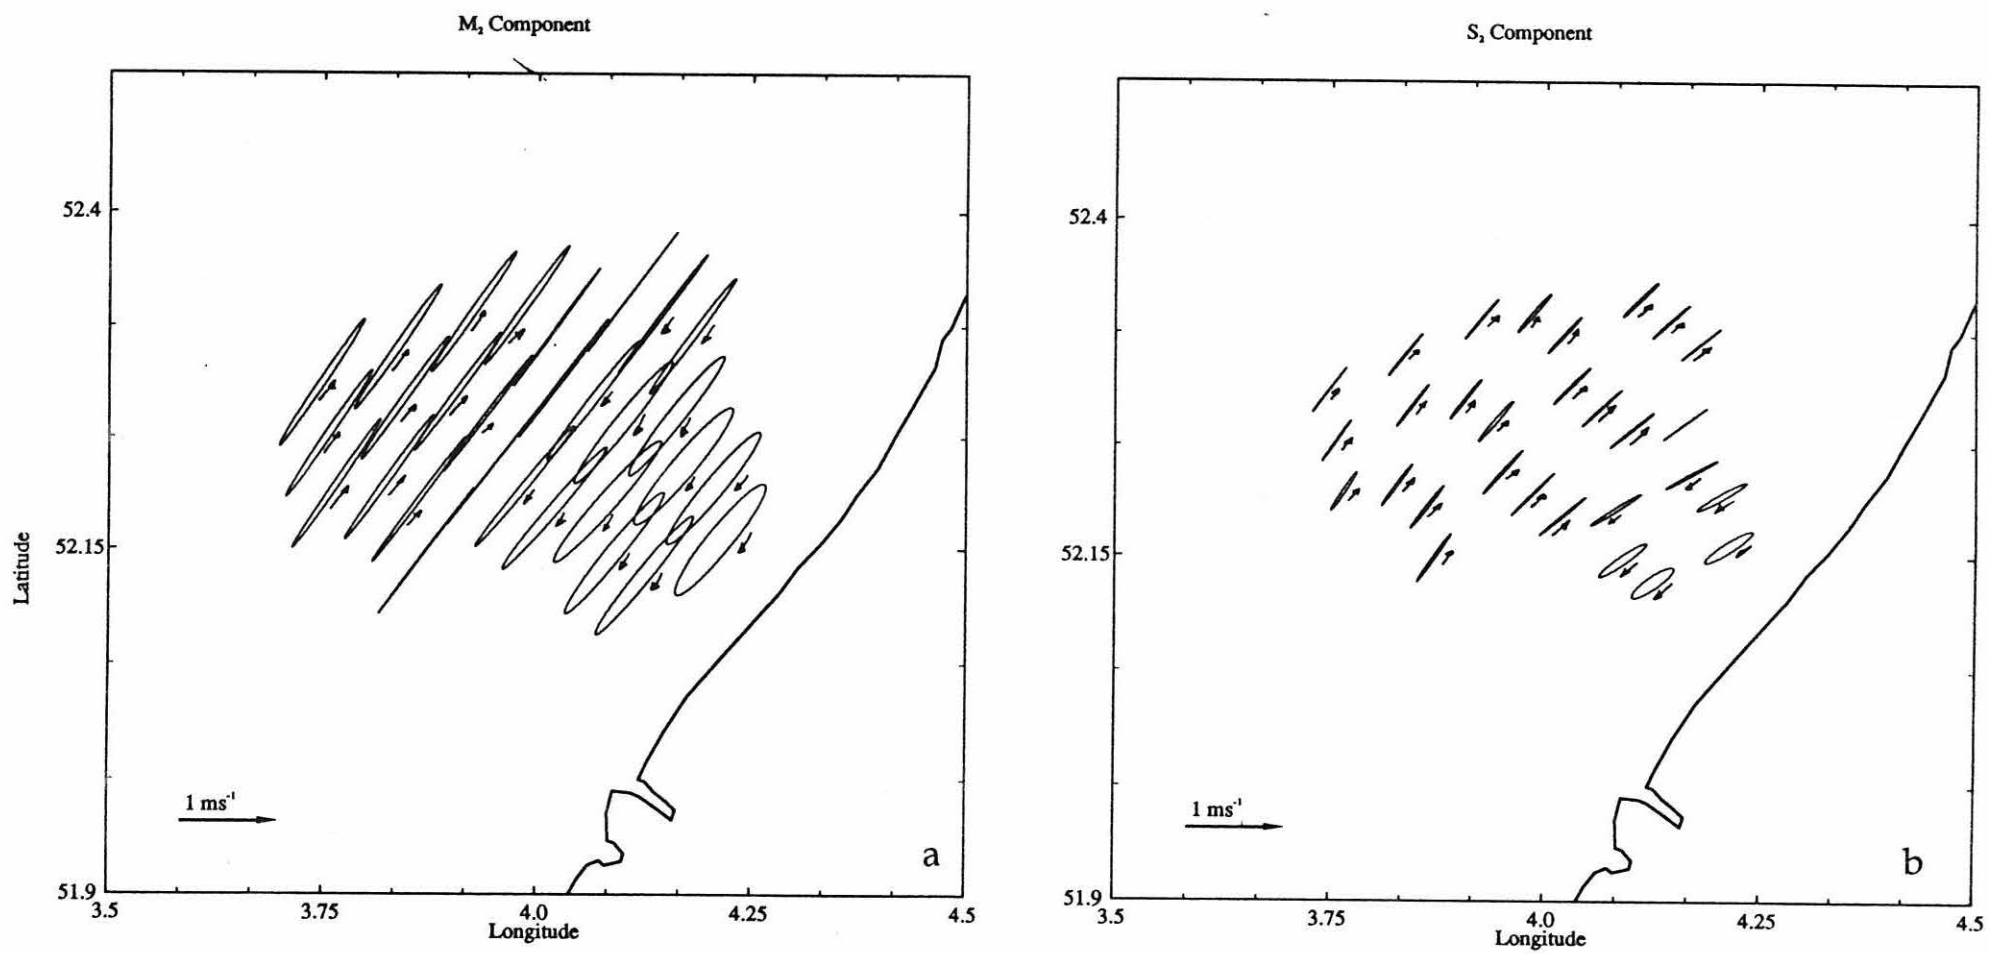 M₂ Component
S₂ Component
52.4
52.15
51.9
Latitude
1 ms⁻¹
a
3.5
3.75
4.0
4.25
4.5
Longitude
52.4
52.15
51.9
1 ms⁻¹
b
3.5
3.75
4.0
4.25
4.5
Longitude